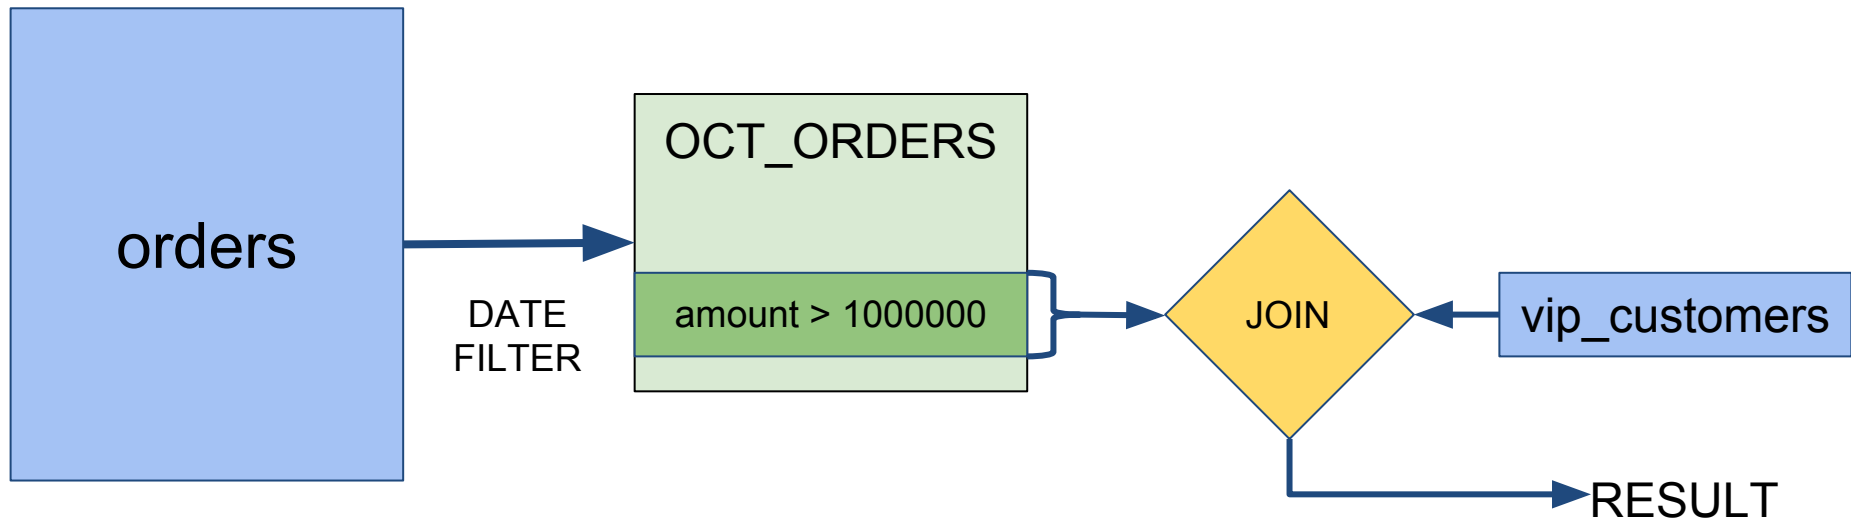 orders
DATE
FILTER
OCT_ORDERS
amount > 1000000
JOIN
vip_customers
RESULT